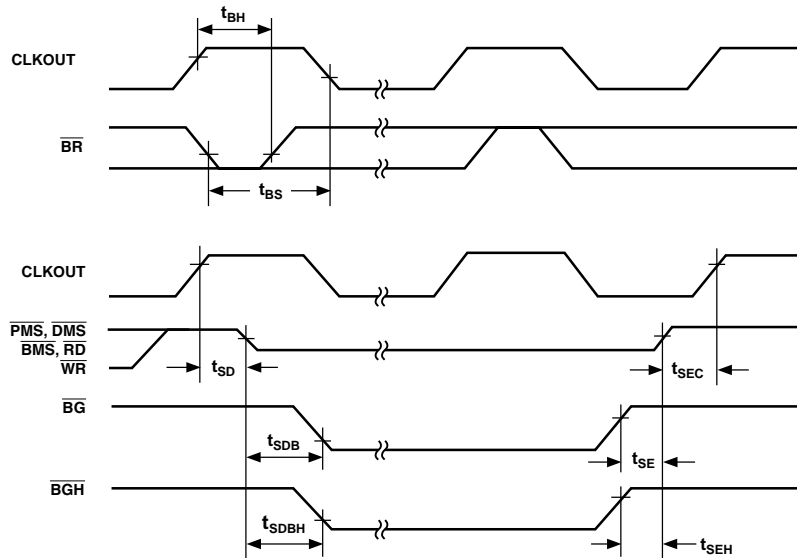 tBH
CLKOUT
BR
tBS
CLKOUT
PMS, DMS
BMS, RD
WR
tSD
tSEC
BG
tSDB
tSE
BGH
tSDBH
tSEH